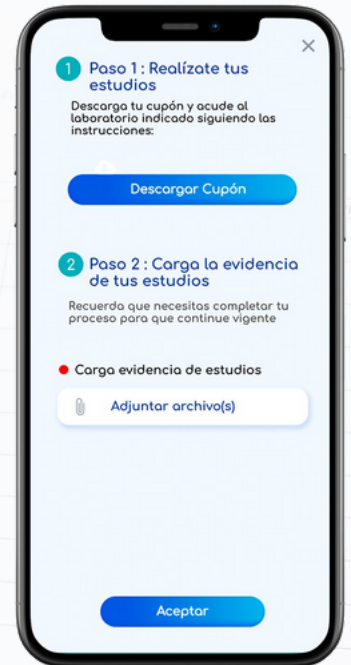 1 Paso 1 : Realízate tus
estudios
Descarga tu cupón y acude al
laboratorio indicado siguiendo las
instrucciones:
Descargar Cupón
2 Paso 2 : Carga la evidencia
de tus estudios
Recuerda que necesitas completar tu
proceso para que continue vigente
Carga evidencia de estudios
Adjuntar archivo(s)
Aceptar